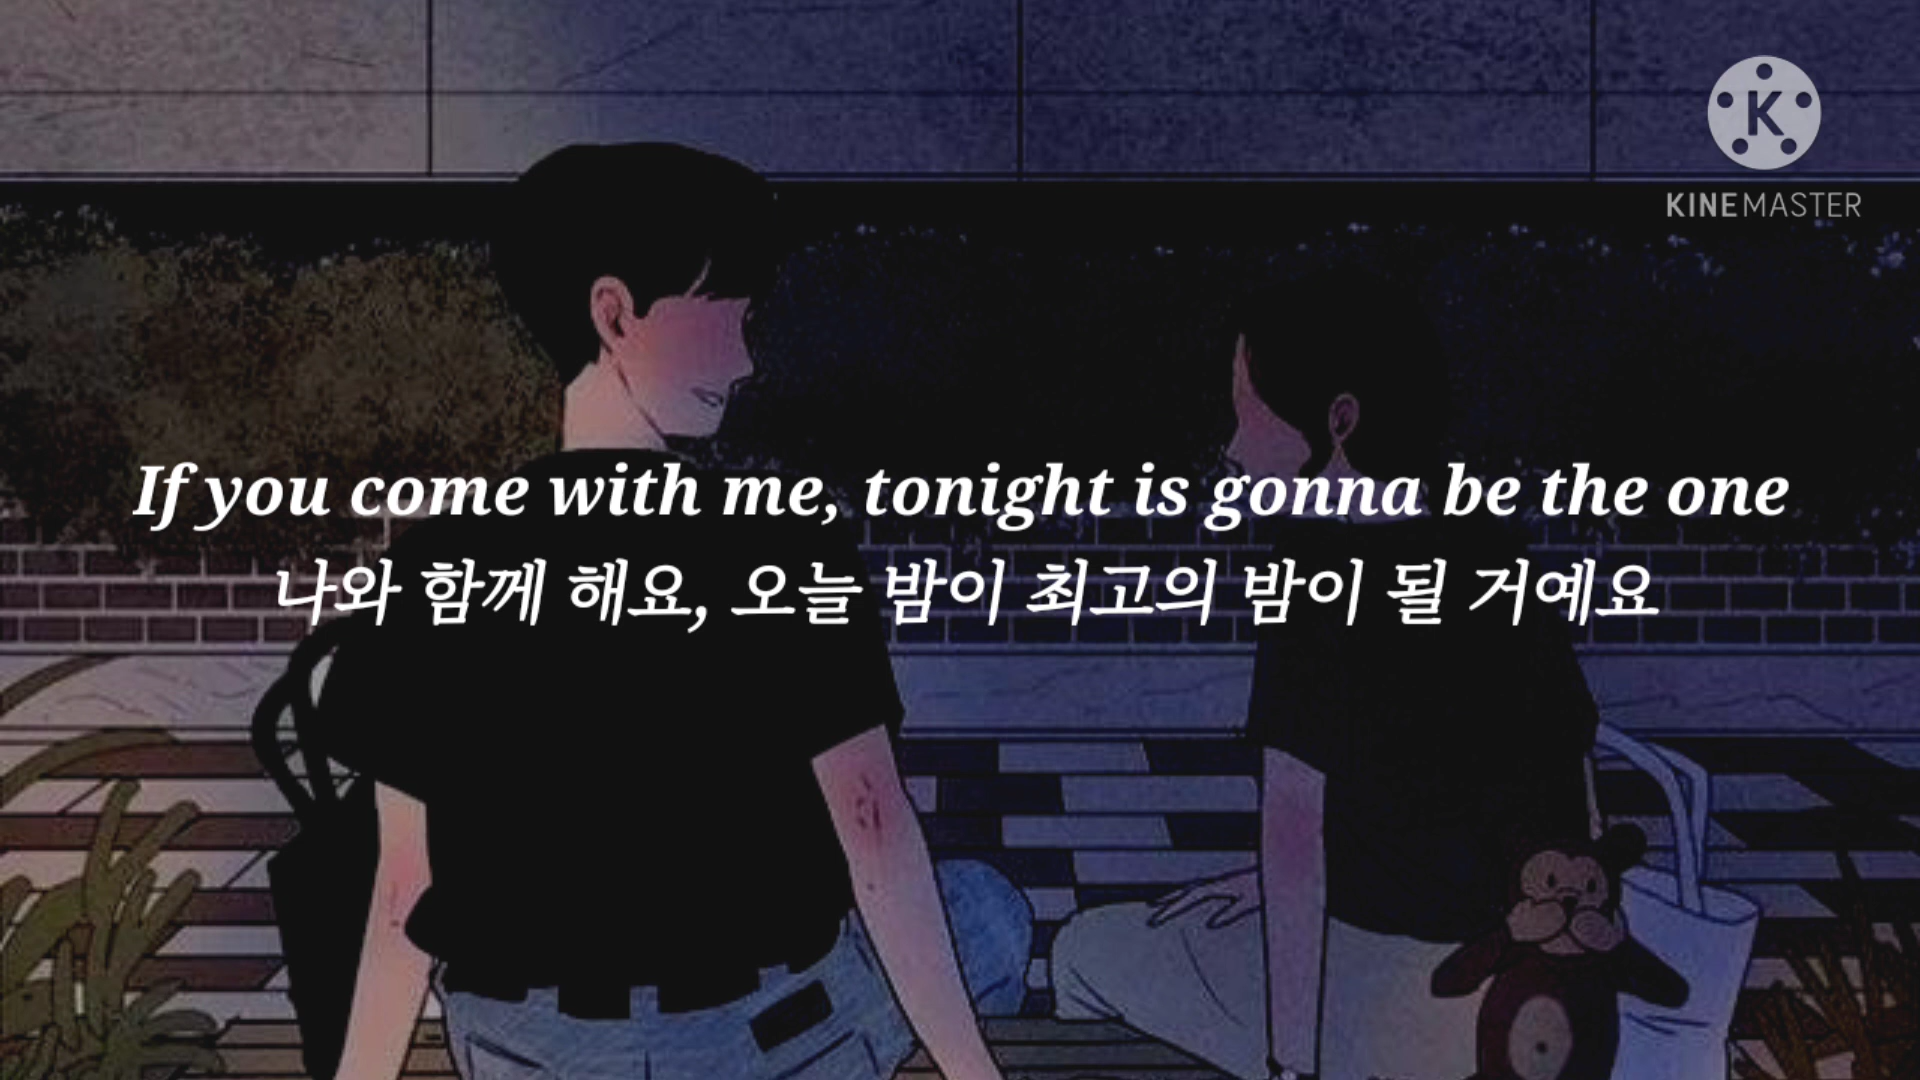 K
KINEMASTER
If you come with me, tonight is gonna be the one
나와 함께 해요, 오늘 밤이 최고의 밤이 될 거예요